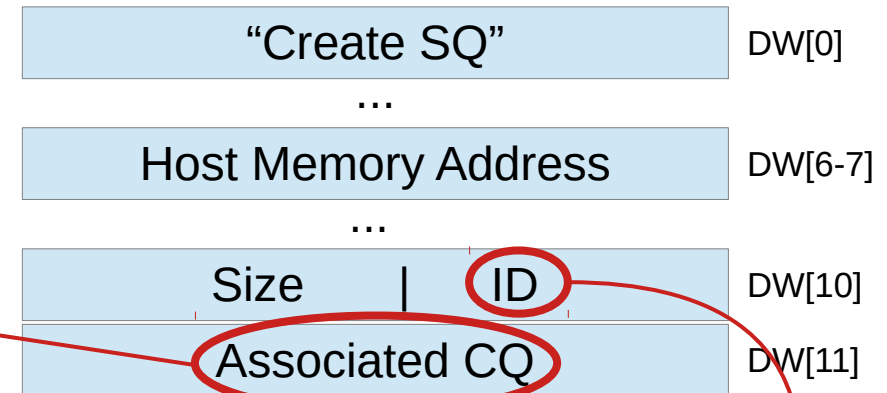 “Create SQ” DW[0]
...
Host Memory Address DW[6-7]
...
Size | ID DW[10]
Associated CQ DW[11]